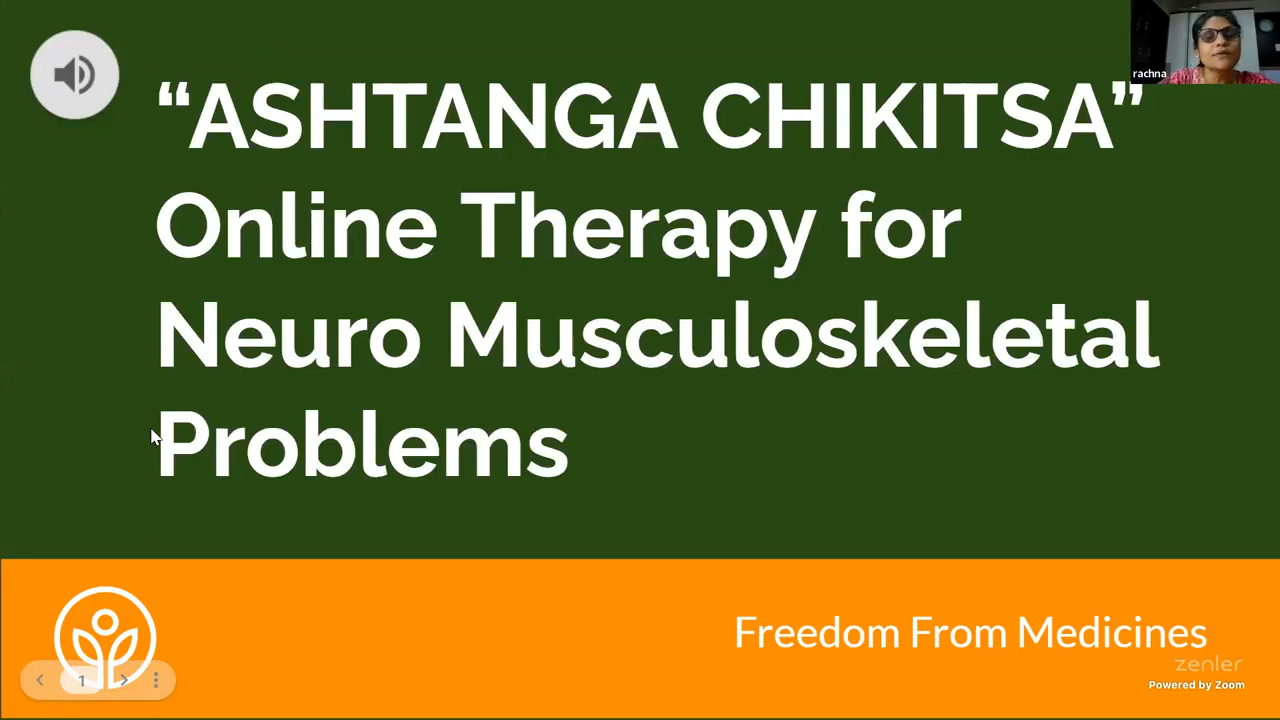 rachna
“ASHTANGA CHIKITSA”
Online Therapy for
Neuro Musculoskeletal
Problems
Freedom From Medicines
zenler
Powered by Zoom
1